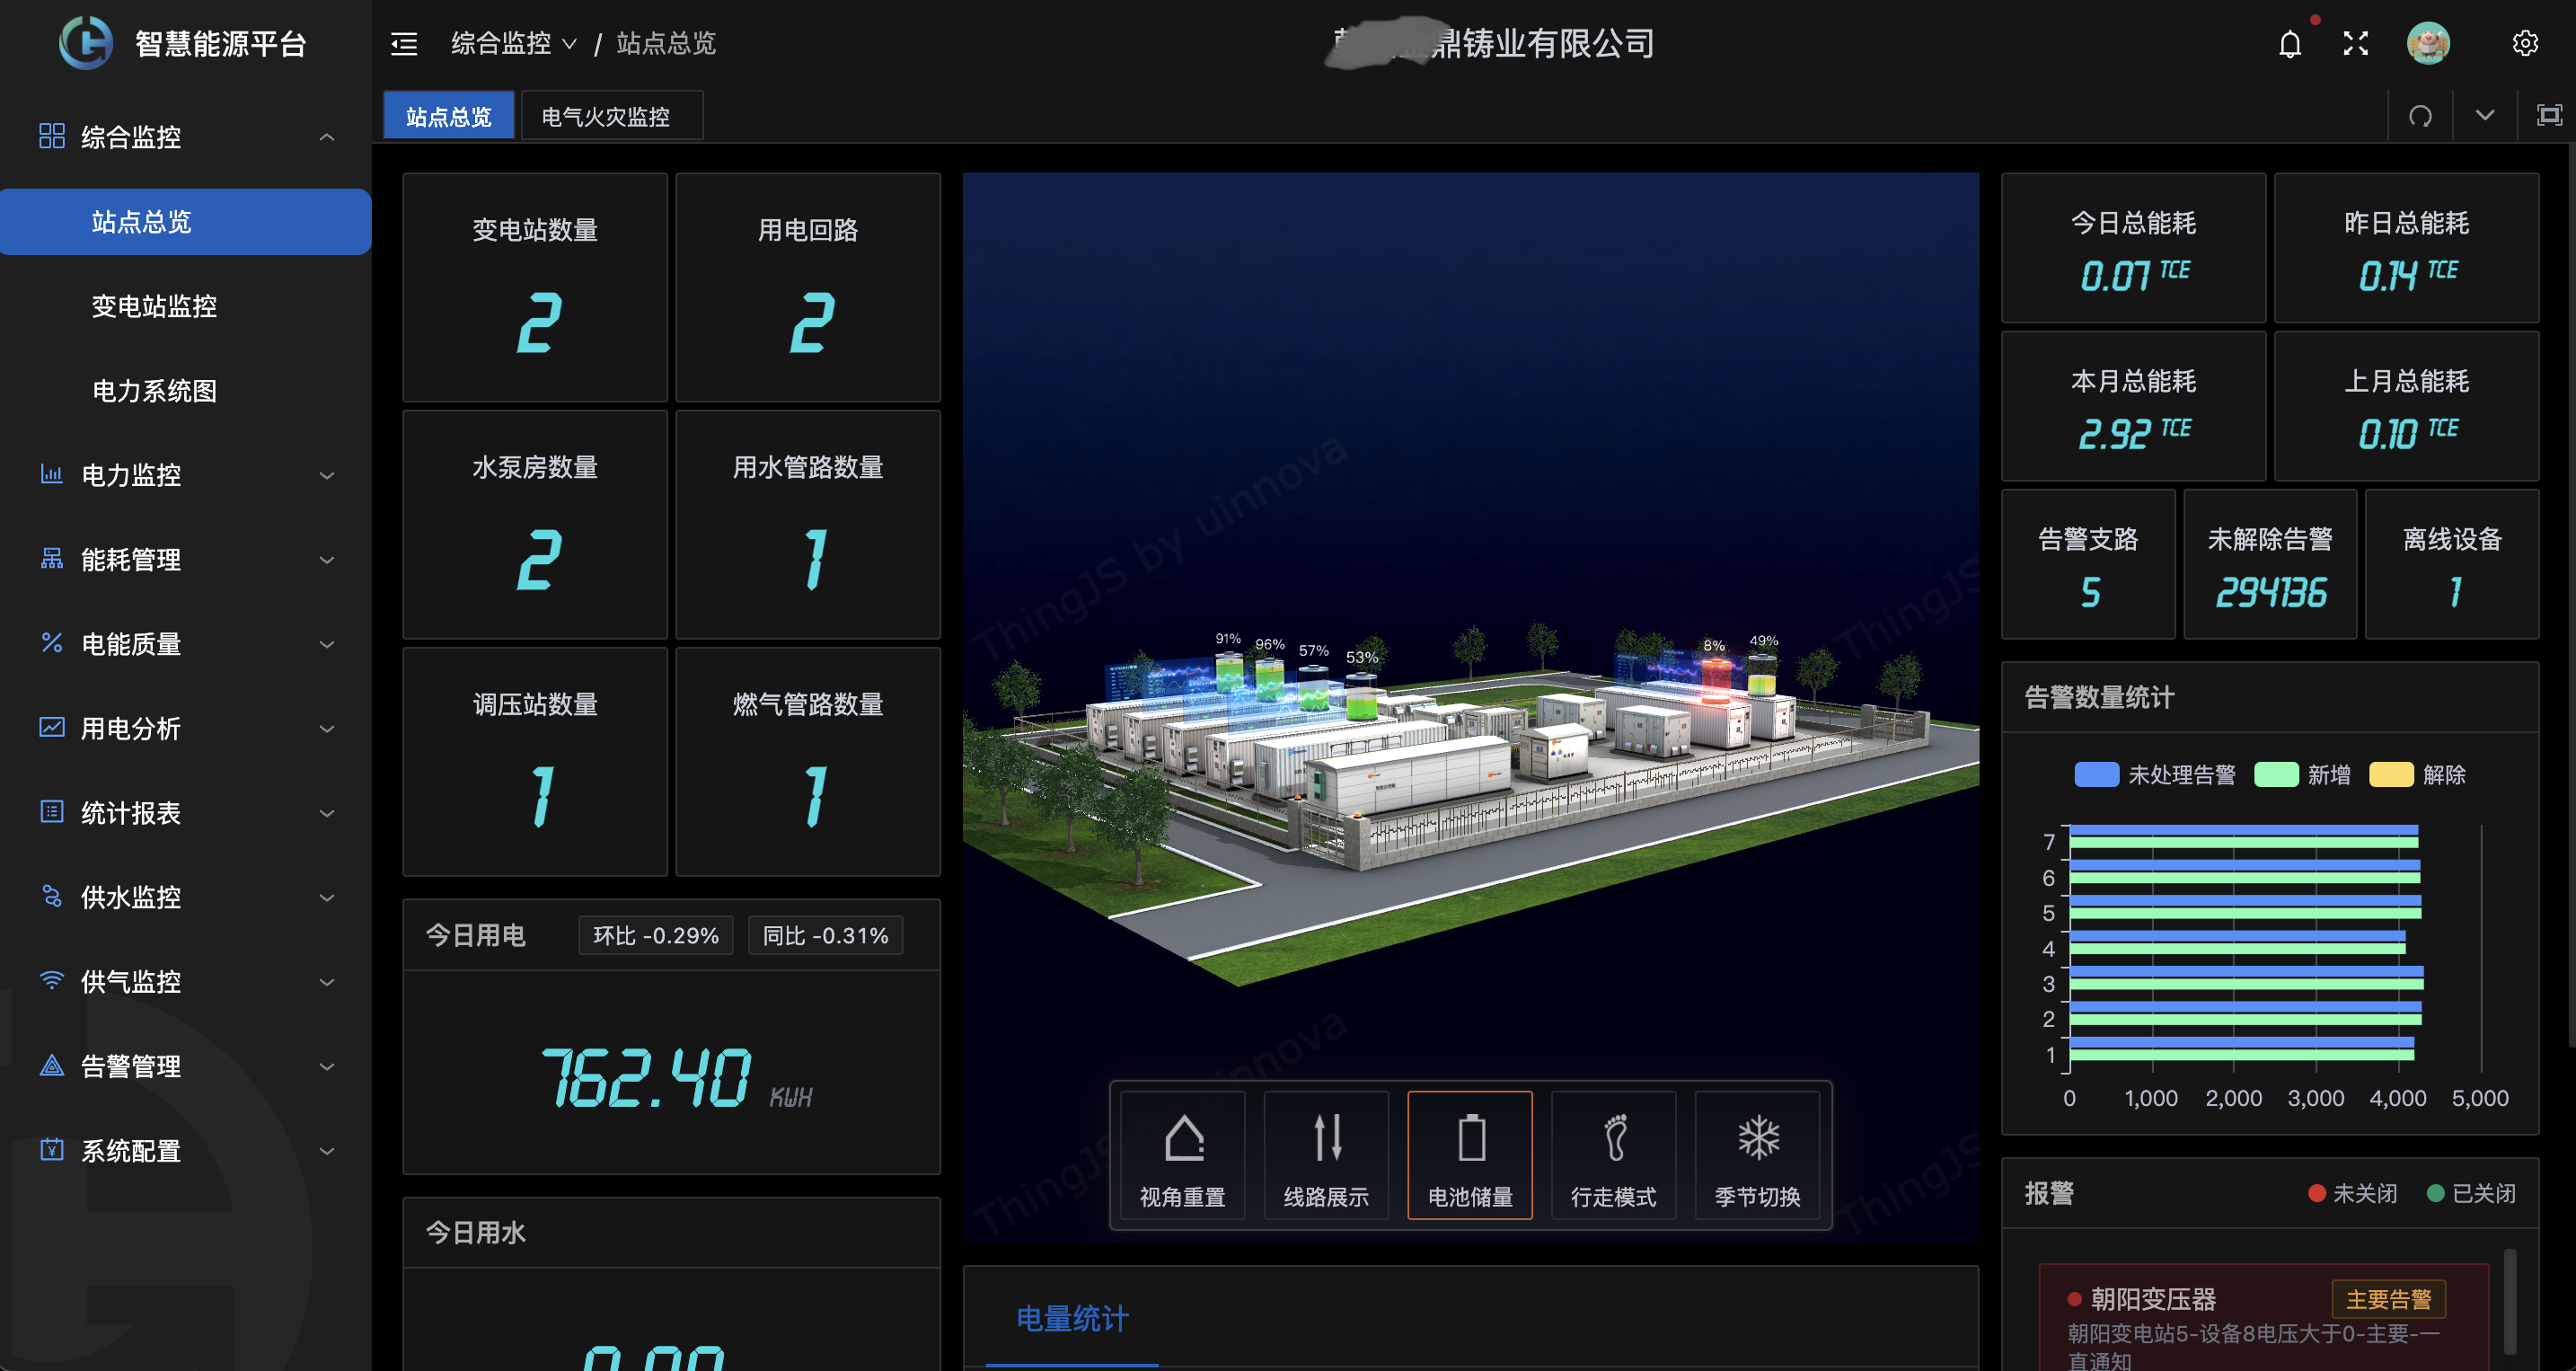 智慧能源平台
综合监控 / 站点总览
鼎铸业有限公司
综合监控
站点总览
变电站监控
电力系统图
电力监控
能耗管理
电能质量
用电分析
统计报表
供水监控
供气监控
告警管理
系统配置
站点总览
电气火灾监控
变电站数量
2
用电回路
2
水泵房数量
2
用水管路数量
1
调压站数量
1
燃气管路数量
1
今日用电
环比 -0.29%
同比 -0.31%
762.40 KWH
今日用水
0.00
ThingJS by uinnova
ThingJS
91%
96%
57%
53%
8%
49%
ThingJS by uinnova
ThingJS
视角重置
线路展示
电池储量
行走模式
季节切换
电量统计
今日总能耗
0.07 TCE
昨日总能耗
0.14 TCE
本月总能耗
2.92 TCE
上月总能耗
0.10 TCE
告警支路
5
未解除告警
294136
离线设备
1
告警数量统计
未处理告警 新增 解除
7
6
5
4
3
2
1
0 1,000 2,000 3,000 4,000 5,000
报警
未关闭 已关闭
朝阳变压器
主要告警
朝阳变电站5-设备8电压大于0-主要-一
直通知